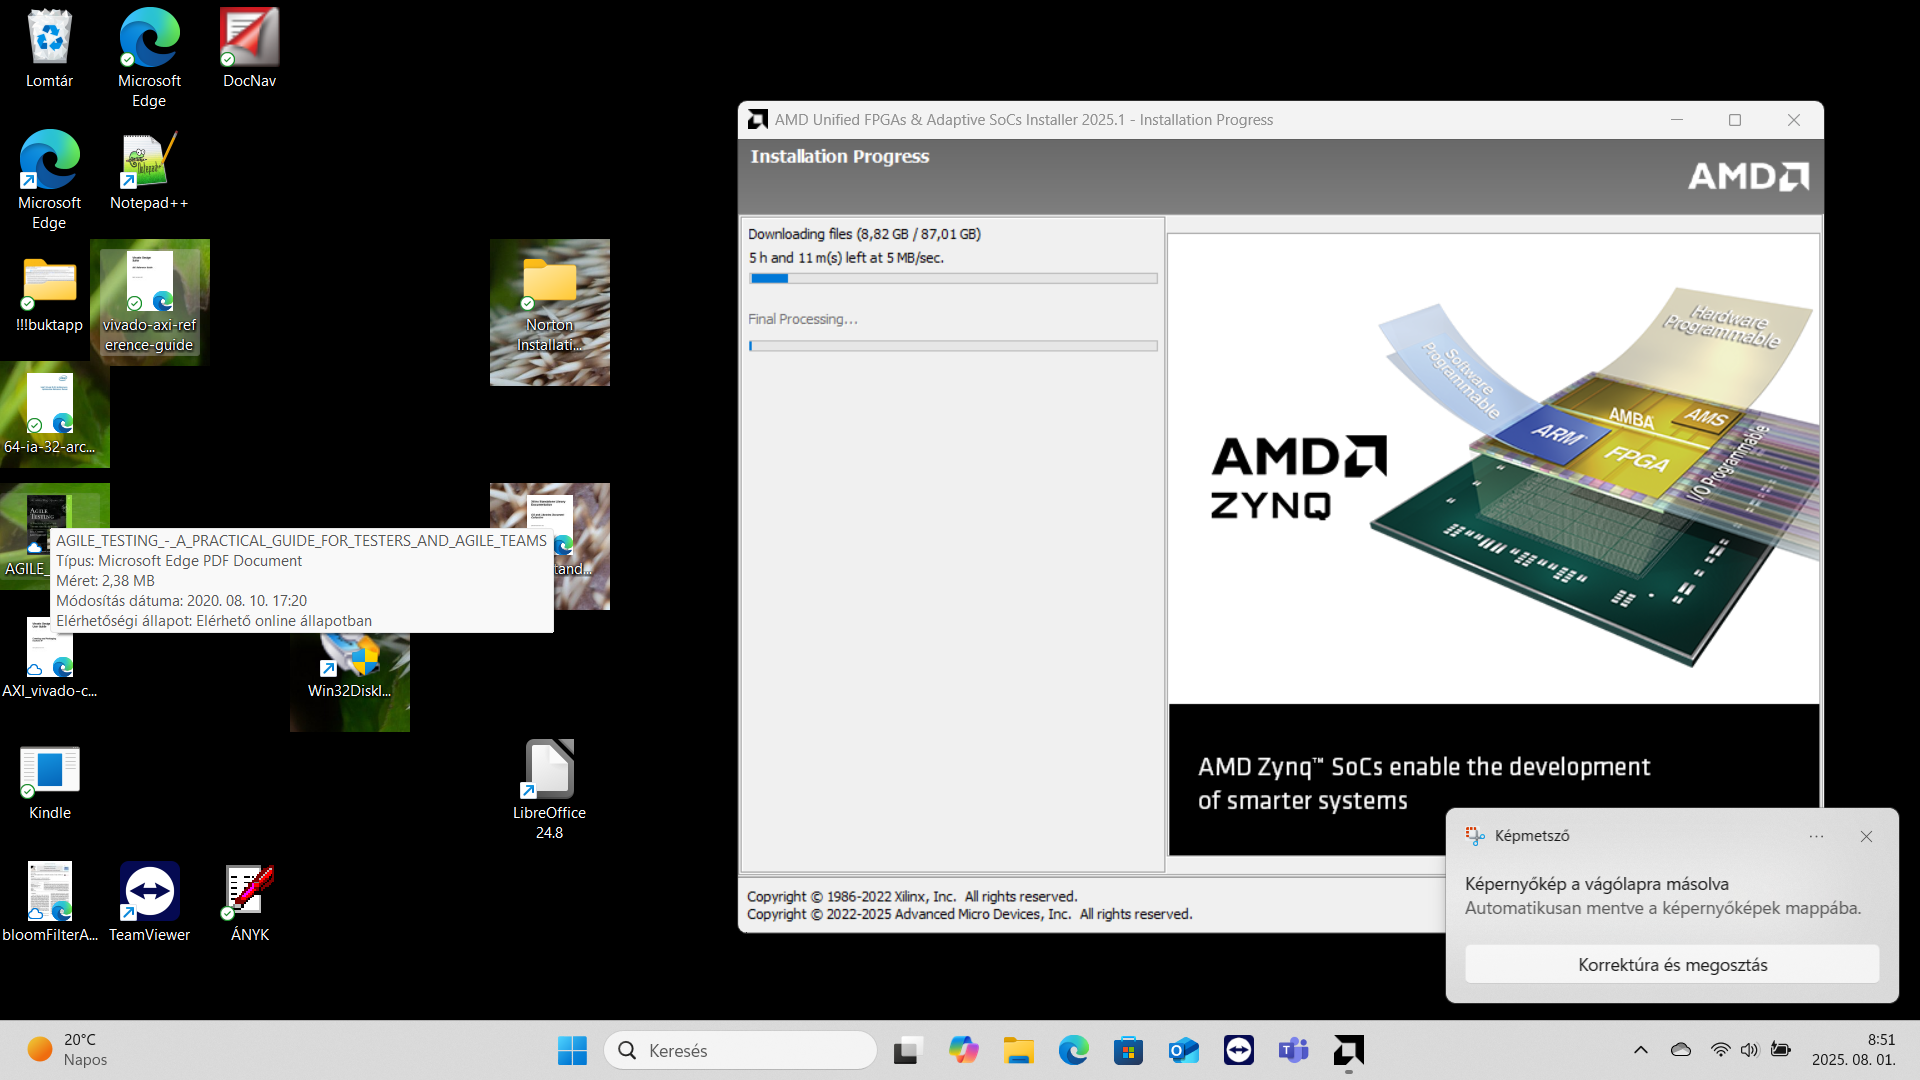 Lomtár
Microsoft
Edge
DocNav
Microsoft
Edge
Notepad++
!!!buktapp
vivado-axi-ref
erence-guide
Norton
Installati...
64-ia-32-arc...
AGILE_
tand...
AGILE_TESTING_-_A_PRACTICAL_GUIDE_FOR_TESTERS_AND_AGILE TEAMS
Típus: Microsoft Edge PDF Document
Méret: 2,38 MB
Módosítás dátuma: 2020. 08. 10. 17:20
Elérhetőségi állapot: Elérhető online állapotban
AXI_vivado-c...
Win32DiskI...
Kindle
LibreOffice
24.8
bloomFilterA...
TeamViewer
ÁNYK
AMD Unified FPGAs & Adaptive SoCs Installer 2025.1 - Installation Progress
Installation Progress
AMD
Downloading files (8,82 GB / 87,01 GB)
5 h and 11 m(s) left at 5 MB/sec.
Final Processing...
Hardware
Programmable
Software
Programmable
AMBA
AMS
ARM
FPGA
I/O Programmable
AMD
ZYNQ
AMD Zynq™ SoCs enable the development
of smarter systems
Copyright © 1986-2022 Xilinx, Inc. All rights reserved.
Copyright © 2022-2025 Advanced Micro Devices, Inc. All rights reserved.
Képmetsző
Képernyőkép a vágólapra másolva
Automatikusan mentve a képernyőképek mappába.
Korrektúra és megosztás
20°C
Napos
Keresés
8:51
2025. 08. 01.